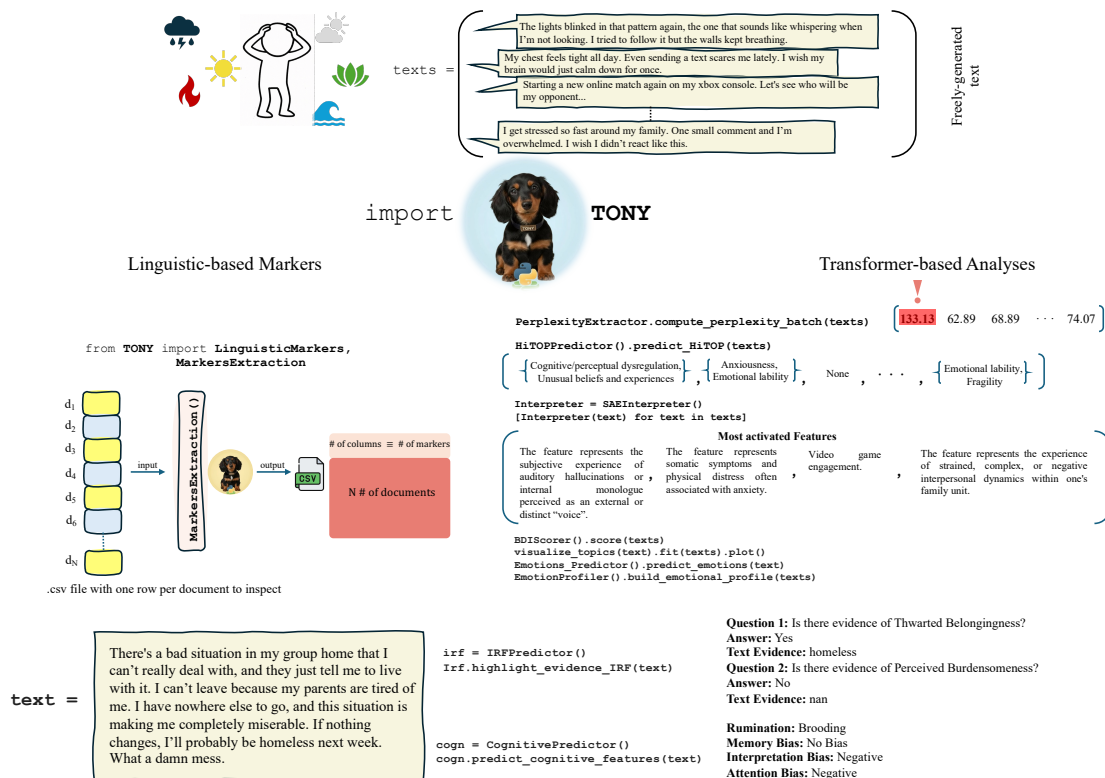 The lights blinked in that pattern again, the one that sounds like whispering when
I'm not looking. I tried to follow it but the walls kept breathing.
texts =
My chest feels tight all day. Even sending a text scares me lately. I wish my
brain would just calm down for once.
Starting a new online match again on my xbox console. Let's see who will be
my opponent...
I get stressed so fast around my family. One small comment and I'm
overwhelmed. I wish I didn't react like this.
Freely-generated
text
import TONY
TONY
Linguistic-based Markers
from TONY import LinguisticMarkers,
MarkersExtraction
d1
d2
d3
d4
d5
d6
dN
input
MarkersExtraction()
output
CSV
# of columns ≡ # of markers
N # of documents
.csv file with one row per document to inspect
Transformer-based Analyses
PerplexityExtractor.compute_perplexity_batch(texts)
133.13 62.89 68.89 · · · 74.07
HiTOPPredictor().predict_HiTOP(texts)
Cognitive/perceptual dysregulation,
Unusual beliefs and experiences
,
Anxiousness,
Emotional lability
,
None
,
· · ·
,
Emotional lability,
Fragility
Interpreter = SAEInterpreter()
[Interpreter(text) for text in texts]
Most activated Features
The feature represents the
subjective experience of
auditory hallucinations or
internal monologue
perceived as an external or
distinct “voice”.
,
The feature represents
somatic symptoms and
physical distress often
associated with anxiety.
,
Video game
engagement.
,
The feature represents the experience
of strained, complex, or negative
interpersonal dynamics within one's
family unit.
BDIScorer().score(texts)
visualize_topics(text).fit(texts).plot()
Emotions_Predictor().predict_emotions(text)
EmotionProfiler().build_emotional_profile(texts)
text =
There's a bad situation in my group home that I
can't really deal with, and they just tell me to live
with it. I can't leave because my parents are tired of
me. I have nowhere else to go, and this situation is
making me completely miserable. If nothing
changes, I'll probably be homeless next week.
What a damn mess.
irf = IRFPredictor()
Irf.highlight_evidence_IRF(text)
Question 1: Is there evidence of Thwarted Belongingness?
Answer: Yes
Text Evidence: homeless
Question 2: Is there evidence of Perceived Burdensomeness?
Answer: No
Text Evidence: nan
cogn = CognitivePredictor()
cogn.predict_cognitive_features(text)
Rumination: Brooding
Memory Bias: No Bias
Interpretation Bias: Negative
Attention Bias: Negative